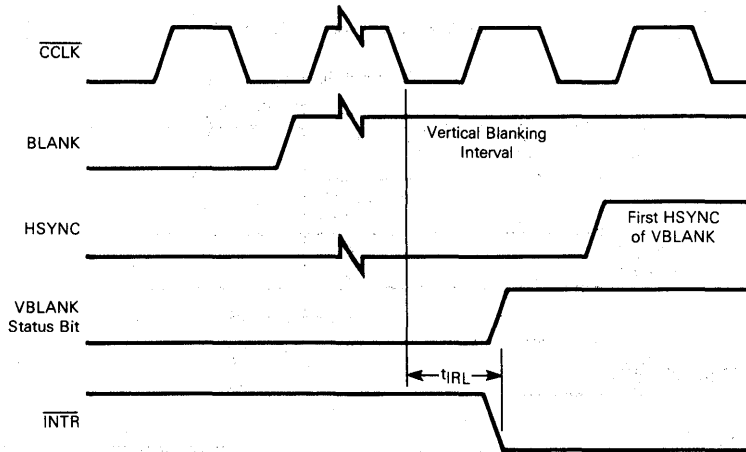 CCLK
BLANK
Vertical Blanking
Interval
HSYNC
First HSYNC
of VBLANK
VBLANK
Status Bit
tIRL
INTR